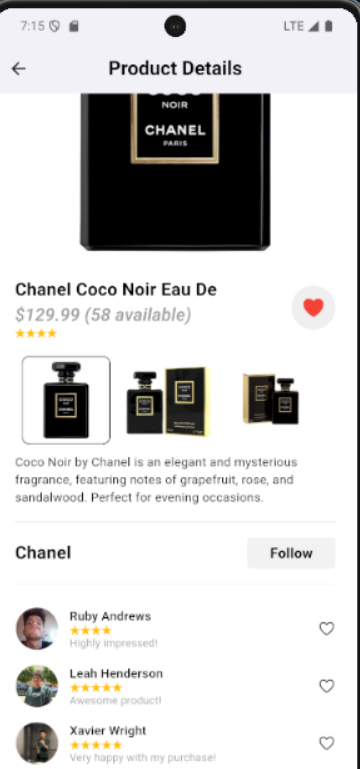 7:15
LTE
Product Details
COCO
NOIR
CHANEL
PARIS
Chanel Coco Noir Eau De
$129.99 (58 available)
Coco Noir by Chanel is an elegant and mysterious
fragrance, featuring notes of grapefruit, rose, and
sandalwood. Perfect for evening occasions.
Chanel
Follow
Ruby Andrews
Highly impressed!
Leah Henderson
Awesome product!
Xavier Wright
Very happy with my purchase!